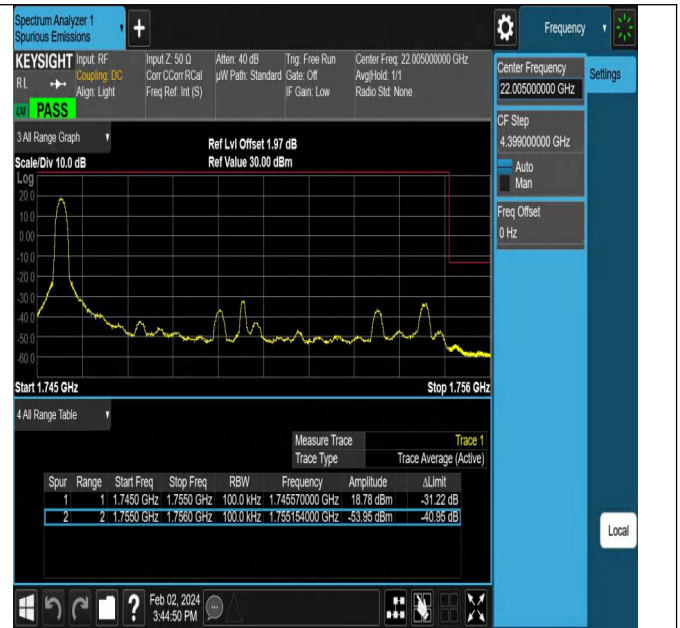 Spectrum Analyzer 1
Spurious Emissions
Frequency
KEYSIGHT Input: RF Input Z: 50 Ω Atten: 40 dB Trig: Free Run Center Freq: 22.005000000 GHz
Coupling: DC Corr CCorr RCal µW Path: Standard Gate: Off Avg|Hold: 1/1
RL Align: Light Freq Ref: Int (S) IF Gain: Low Radio Std: None
PASS
3 All Range Graph
Ref Lvl Offset 1.97 dB
Scale/Div 10.0 dB Ref Value 30.00 dBm
Log
20.0
10.0
0.00
-10.0
-20.0
-30.0
-40.0
-50.0
-60.0
Start 1.745 GHz Stop 1.756 GHz
4 All Range Table
Measure Trace Trace 1
Trace Type Trace Average (Active)
Spur Range Start Freq Stop Freq RBW Frequency Amplitude ΔLimit
1 1 1.7450 GHz 1.7550 GHz 100.0 kHz 1.745570000 GHz 18.78 dBm -31.22 dB
2 2 1.7550 GHz 1.7560 GHz 100.0 kHz 1.755154000 GHz -53.95 dBm -40.95 dB
Center Frequency
22.005000000 GHz
Settings
CF Step
4.399000000 GHz
Auto
Man
Freq Offset
0 Hz
Local
Feb 02, 2024
3:44:50 PM